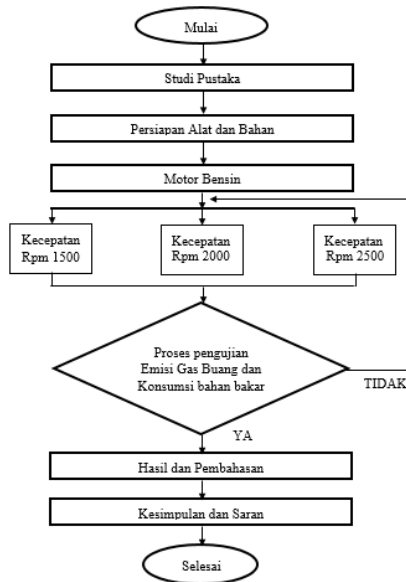 Mulai
Studi Pustaka
Persiapan Alat dan Bahan
Motor Bensin
Kecepatan
Rpm 1500
Kecepatan
Rpm 2000
Kecepatan
Rpm 2500
Proses pengujian
Emisi Gas Buang dan
Konsumsi bahan bakar
TIDAK
YA
Hasil dan Pembahasan
Kesimpulan dan Saran
Selesai